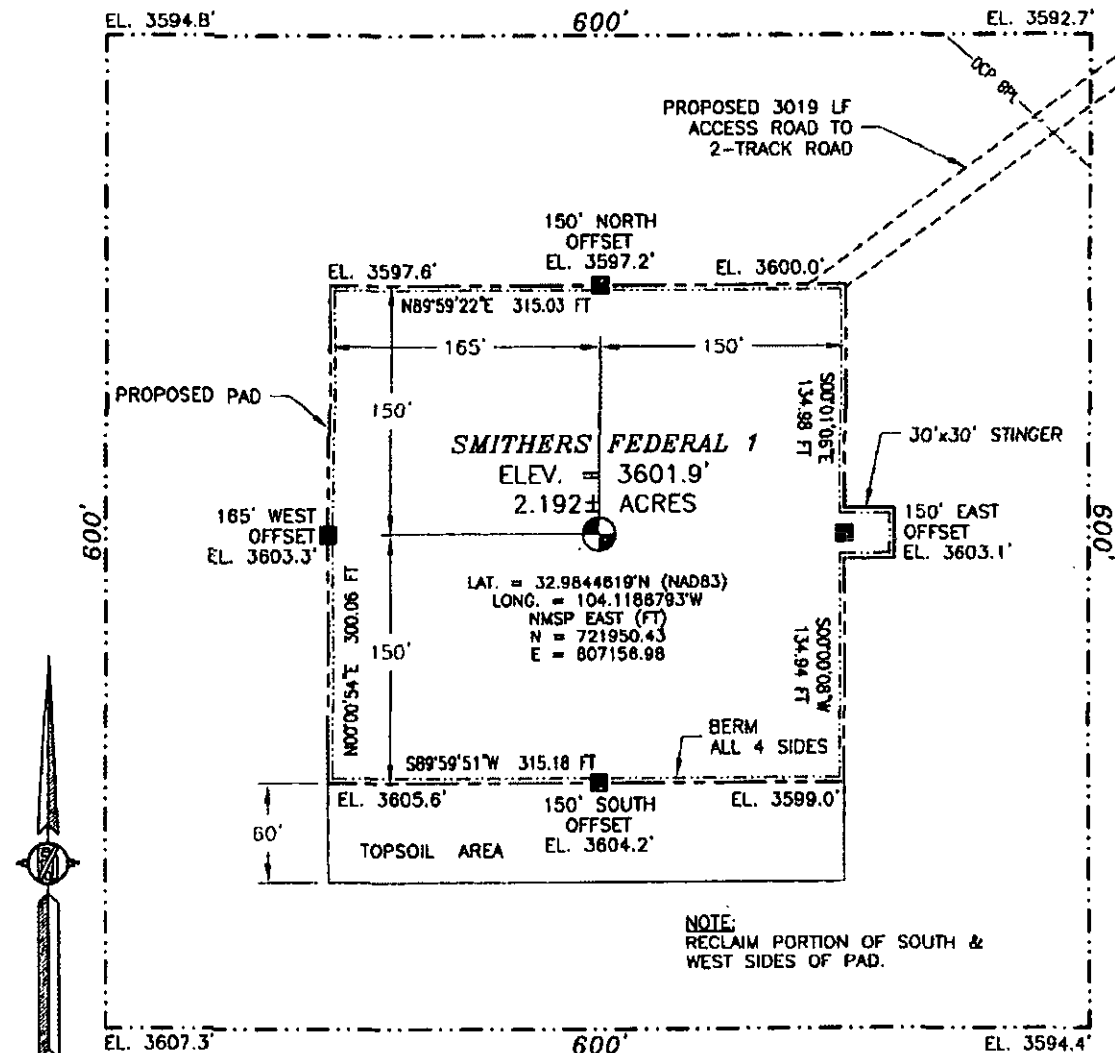 EL. 3594.8'
600'
EL. 3592.7'
DCP BPL
PROPOSED 3019 LF
ACCESS ROAD TO
2-TRACK ROAD
150' NORTH
OFFSET
EL. 3597.2'
EL. 3597.6'
EL. 3600.0'
N89°59'22"E 315.03 FT
165'
150'
PROPOSED PAD
150'
S00°01'06"E
134.98 FT
30'x30' STINGER
SMITHERS FEDERAL 1
ELEV. = 3601.9'
2.192± ACRES
600'
165' WEST
OFFSET
EL. 3603.3'
150' EAST
OFFSET
EL. 3603.1'
600'
LAT. = 32.9844619°N (NAD83)
LONG. = 104.1186793°W
NMSP EAST (FT)
N = 721950.43
E = 807156.98
N00°00'54"E 300.06 FT
150'
S00°00'08"W
134.94 FT
BERM
ALL 4 SIDES
S89°59'51"W 315.18 FT
EL. 3605.6'
150' SOUTH
OFFSET
EL. 3604.2'
EL. 3599.0'
60'
TOPSOIL AREA
NOTE:
RECLAIM PORTION OF SOUTH &
WEST SIDES OF PAD.
EL. 3607.3'
600'
EL. 3594.4'